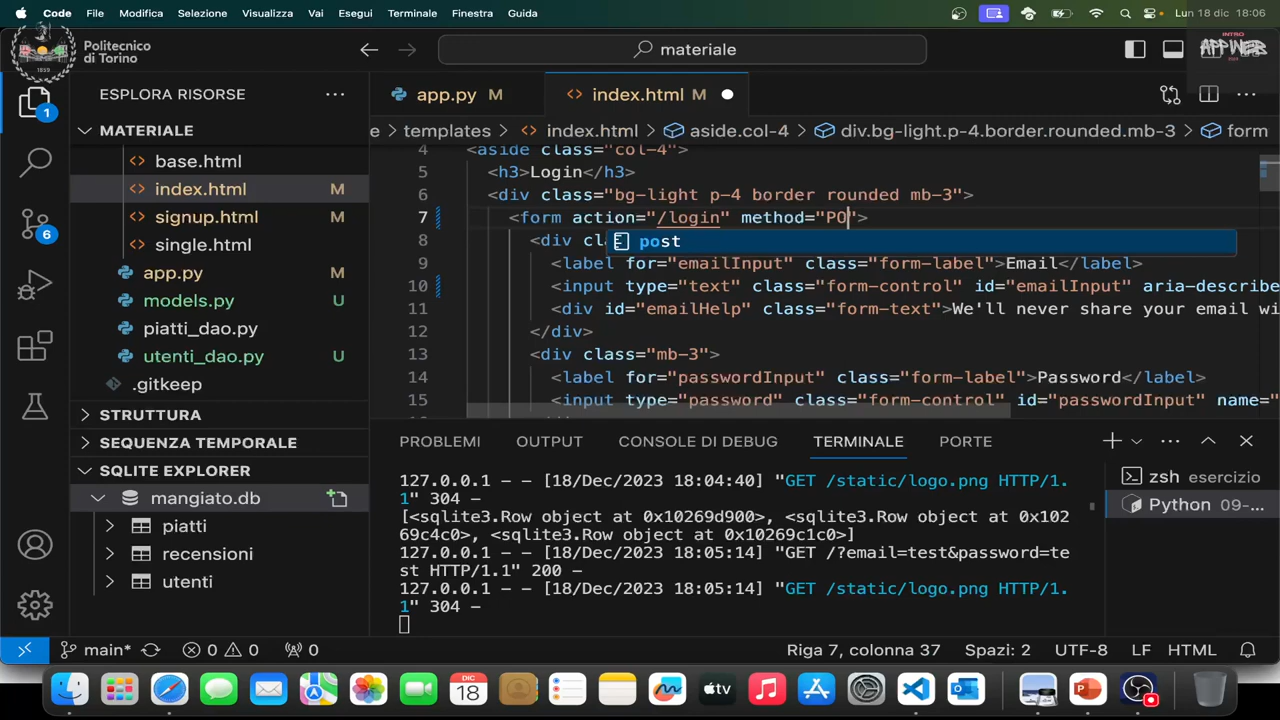 Code File Modifica Selezione Visualizza Vai Esegui Terminale Finestra Guida Lun 18 dic 18:06
Politecnico
di Torino
materiale
INTRO
APPIWEB
ESPLORA RISORSE
app.py M
index.html M
MATERIALE
e > templates > index.html > aside.col-4 > div.bg-light.p-4.border.rounded.mb-3 > form
base.html
index.html M
signup.html M
single.html
app.py M
models.py U
piatti_dao.py
utenti_dao.py U
.gitkeep
STRUTTURA
SEQUENZA TEMPORALE
SQLITE EXPLORER
mangiato.db
piatti
recensioni
utenti
1
6
4 <aside class="col-4">
5 <h3>Login</h3>
6 <div class="bg-light p-4 border rounded mb-3">
7 <form action="/login" method="PO">
8 <div cla
post
9 <label for="emailInput" class="form-label">Email</label>
10 <input type="text" class="form-control" id="emailInput" aria-describe
11 <div id="emailHelp" class="form-text">We'll never share your email wi
12 </div>
13 <div class="mb-3">
14 <label for="passwordInput" class="form-label">Password</label>
15 <input type="password" class="form-control" id="passwordInput" name="
PROBLEMI OUTPUT CONSOLE DI DEBUG TERMINALE PORTE
127.0.0.1 - - [18/Dec/2023 18:04:40] "GET /static/logo.png HTTP/1.
1" 304 -
[<sqlite3.Row object at 0x10269d900>, <sqlite3.Row object at 0x102
69c4c0>, <sqlite3.Row object at 0x10269c1c0>]
127.0.0.1 - - [18/Dec/2023 18:05:14] "GET /?email=test&password=te
st HTTP/1.1" 200 -
127.0.0.1 - - [18/Dec/2023 18:05:14] "GET /static/logo.png HTTP/1.
1" 304 -
zsh esercizio
Python 09-...
main* 0 0 0 Riga 7, colonna 37 Spazi: 2 UTF-8 LF HTML
DIC
18
tv